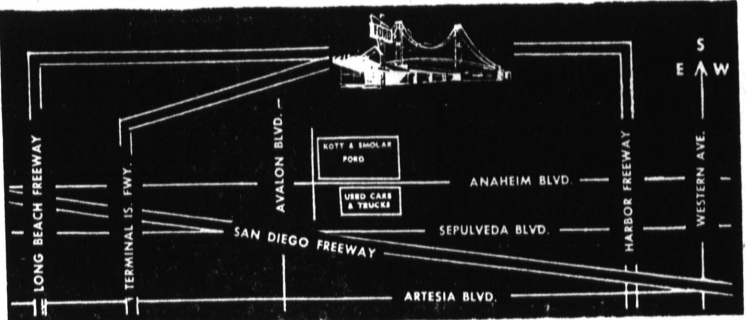 FORD
S
E W
LONG BEACH FREEWAY
TERMINAL IS. FWY.
AVALON BLVD.
KOTT & SMOLAR
FORD
ANAHEIM BLVD.
USED CARS
& TRUCKS
SAN DIEGO FREEWAY
SEPULVEDA BLVD.
HARBOR FREEWAY
WESTERN AVE.
ARTESIA BLVD.